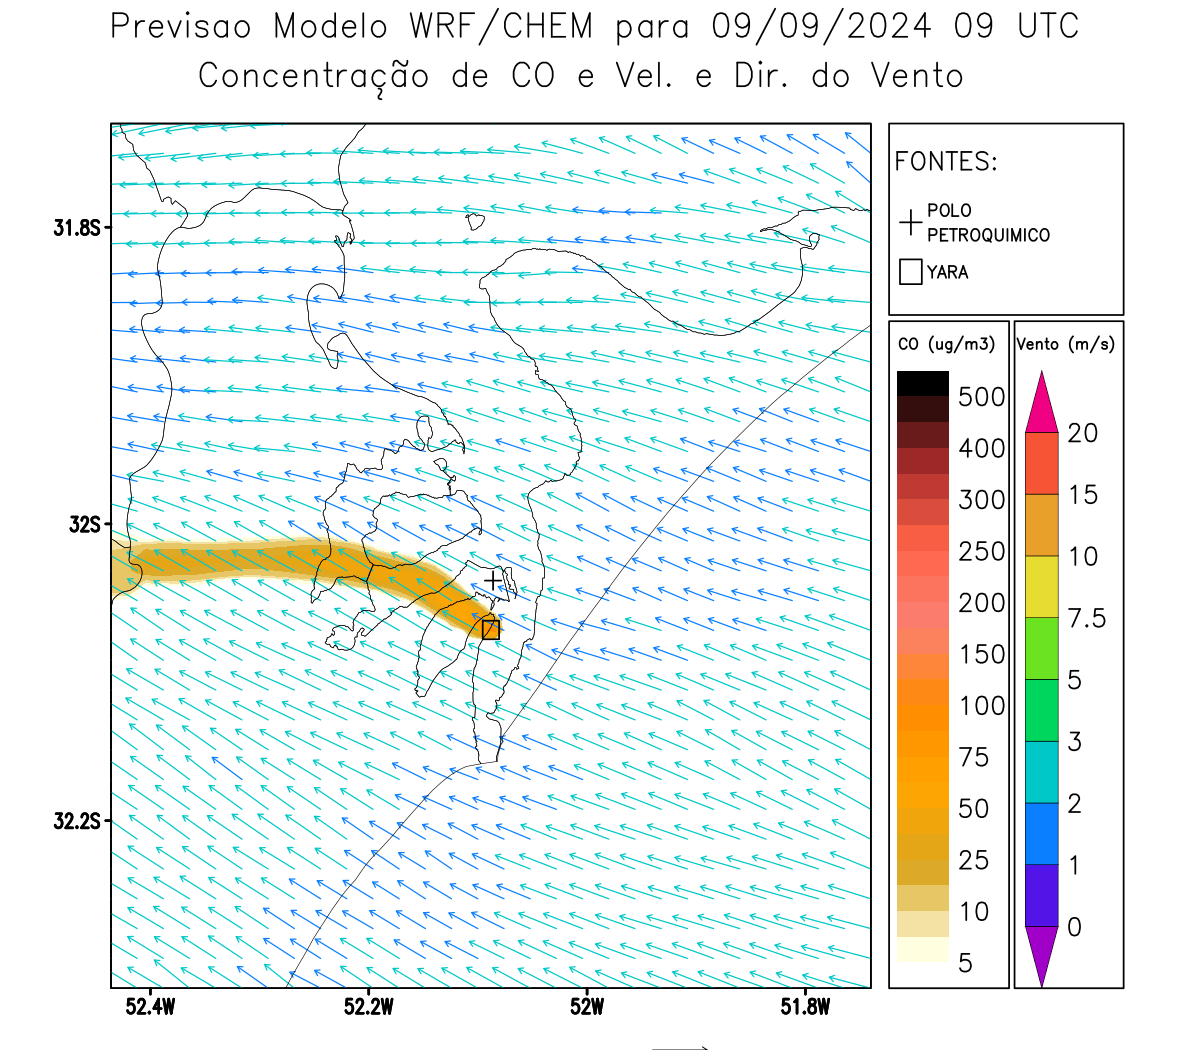 Previsao Modelo WRF/CHEM para 09/09/2024 09 UTC
Concentração de CO e Vel. e Dir. do Vento
FONTES:
POLO
PETROQUIMICO
YARA
CO (ug/m3)
500
400
300
250
200
150
100
75
50
25
10
5
Vento (m/s)
20
15
10
7.5
5
3
2
1
0
31.8S
32S
32.2S
52.4W
52.2W
52W
51.8W